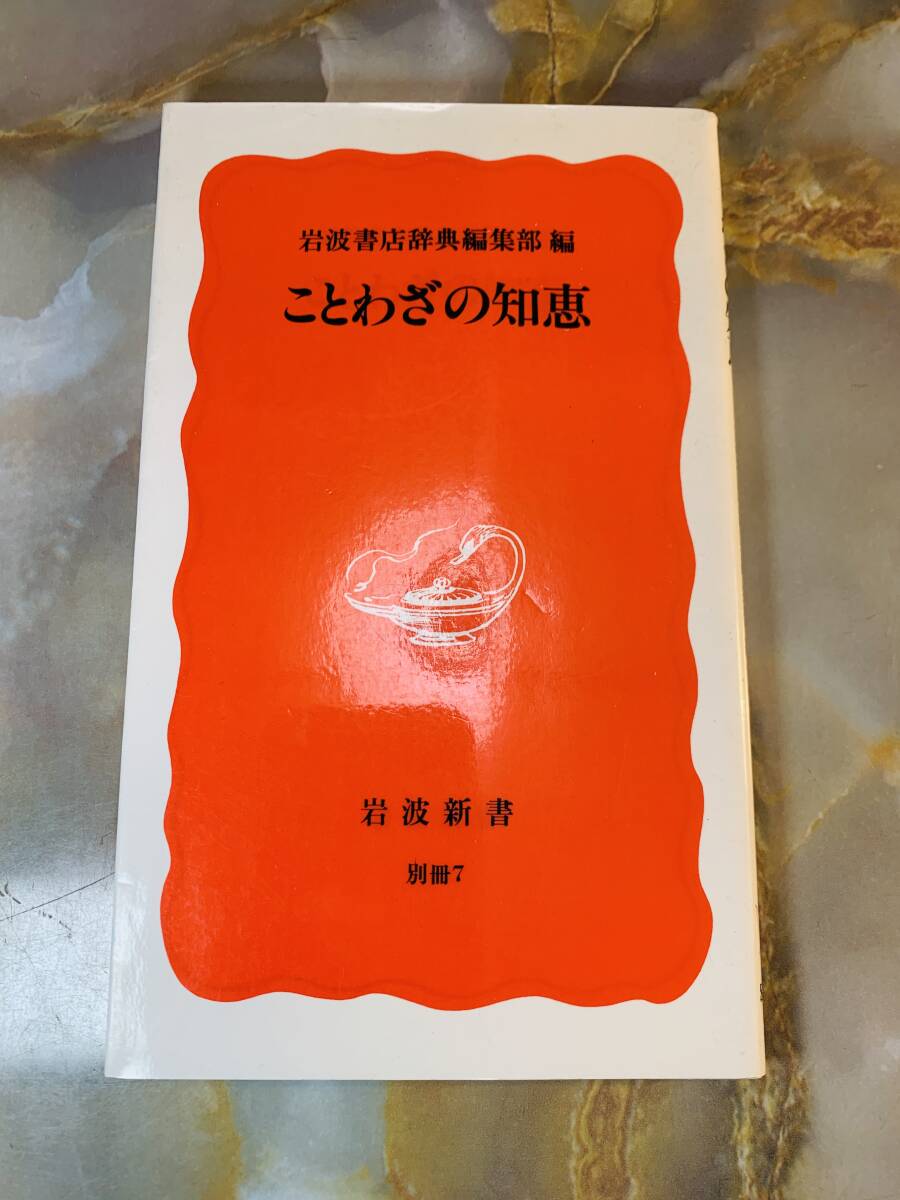 岩波書店辞典編集部 編
ことわざの知恵
岩波新書
別冊7